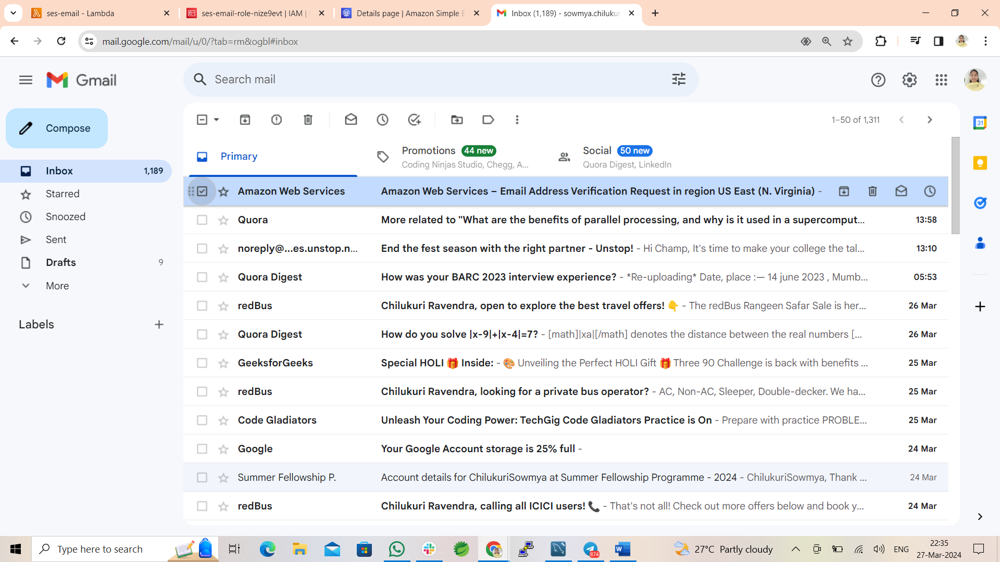 ses-email - Lambda
ses-email-role-nize9evt | IAM |
Details page | Amazon Simple E
Inbox (1,189) - sowmya.chilukur
mail.google.com/mail/u/0/?tab=rm&ogbl#inbox
Gmail
Search mail
Compose
1–50 of 1,311
Primary
Promotions 44 new
Coding Ninjas Studio, Chegg, A...
Social 50 new
Quora Digest, LinkedIn
Inbox 1,189
Starred
Snoozed
Sent
Drafts 9
More
Labels
Amazon Web Services Amazon Web Services – Email Address Verification Request in region US East (N. Virginia) -
Quora More related to "What are the benefits of parallel processing, and why is it used in a supercomput... 13:58
noreply@...es.unstop.n... End the fest season with the right partner - Unstop! - Hi Champ, It's time to make your college the tal... 13:10
Quora Digest How was your BARC 2023 interview experience? - *Re-uploading* Date, place :— 14 june 2023 , Mumb... 05:53
redBus Chilukuri Ravendra, open to explore the best travel offers! 👇 - The redBus Rangeen Safar Sale is her... 26 Mar
Quora Digest How do you solve |x-9|+|x-4|=7? - [math]|xa|[/math] denotes the distance between the real numbers [... 26 Mar
GeeksforGeeks Special HOLI 🎁 Inside: - 🎨 Unveiling the Perfect HOLI Gift 🎁 Three 90 Challenge is back with benefits ... 25 Mar
redBus Chilukuri Ravendra, looking for a private bus operator? - AC, Non-AC, Sleeper, Double-decker. We ha... 25 Mar
Code Gladiators Unleash Your Coding Power: TechGig Code Gladiators Practice is On - Prepare with practice PROBLE... 25 Mar
Google Your Google Account storage is 25% full - 24 Mar
Summer Fellowship P. Account details for ChilukuriSowmya at Summer Fellowship Programme - 2024 - ChilukuriSowmya, Thank ... 24 Mar
redBus Chilukuri Ravendra, calling all ICICI users! 📞 - That's not all! Check out more offers below and book y... 24 Mar
31
Type here to search
874
27°C Partly cloudy
ENG
22:35
27-Mar-2024